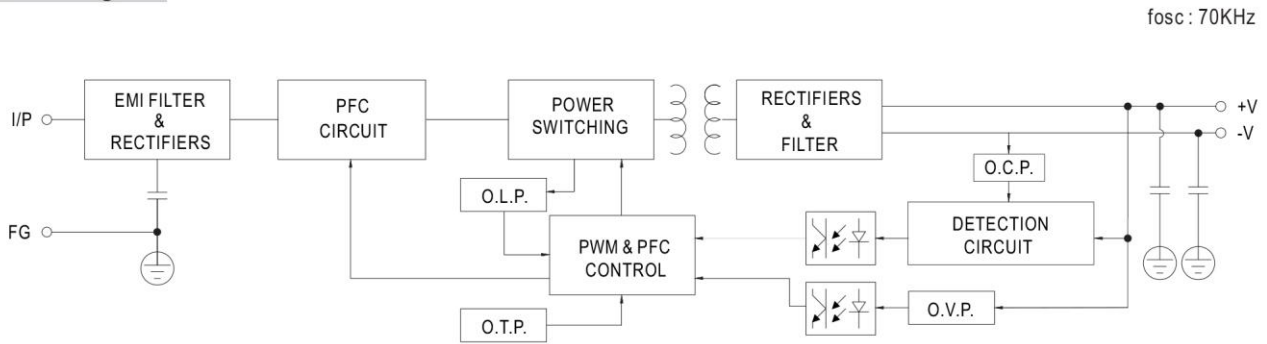 fosc : 70KHz
I/P
EMI FILTER
&
RECTIFIERS
PFC
CIRCUIT
POWER
SWITCHING
RECTIFIERS
&
FILTER
+V
-V
O.C.P.
O.L.P.
FG
PWM & PFC
CONTROL
DETECTION
CIRCUIT
O.T.P.
O.V.P.